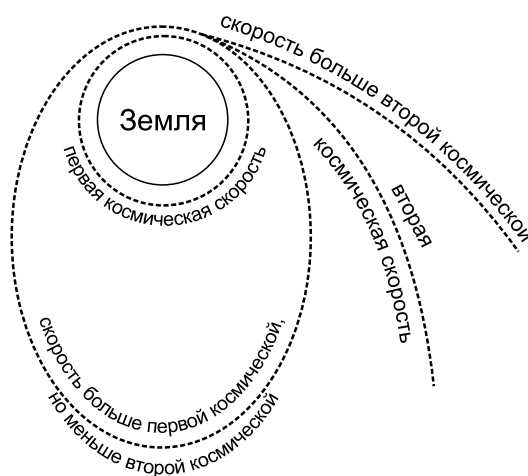 скорость больше второй космической
Земля
первая космическая скорость
вторая
космическая скорость
скорость больше первой космической,
но меньше второй космической